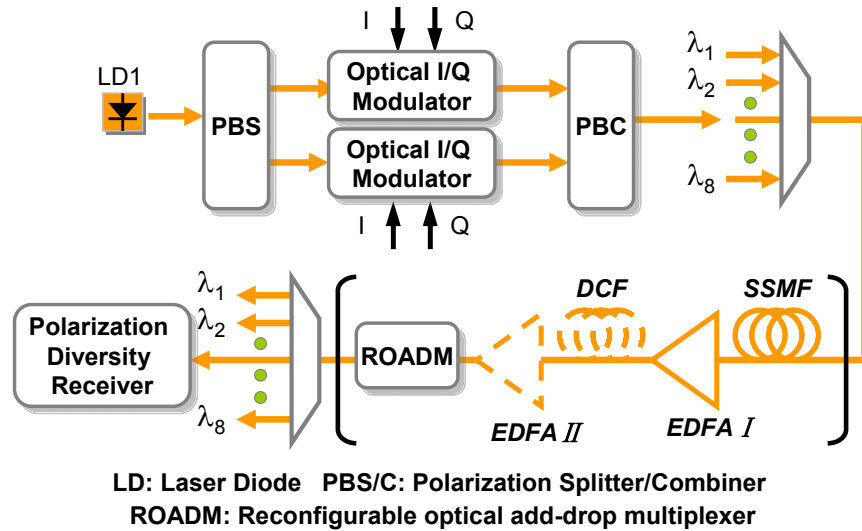 I Q
LD1
PBS
Optical I/Q
Modulator
Optical I/Q
Modulator
I Q
PBC
λ1
λ2
λ8
Polarization
Diversity
Receiver
λ1
λ2
λ8
ROADM
EDFA II
DCF
EDFA I
SSMF
LD: Laser Diode PBS/C: Polarization Splitter/Combiner
ROADM: Reconfigurable optical add-drop multiplexer